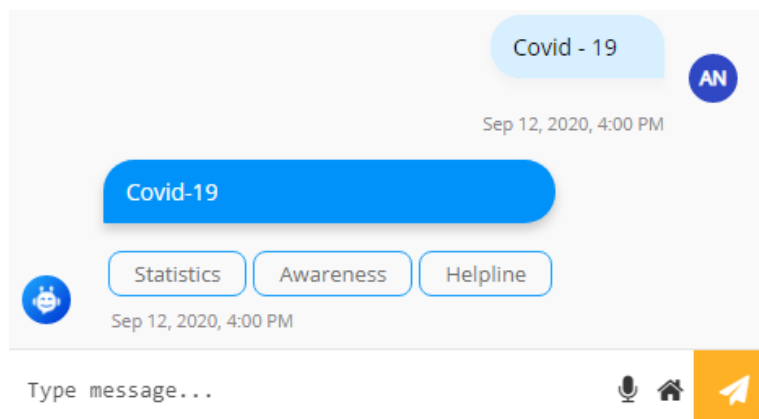 Covid - 19
AN
Sep 12, 2020, 4:00 PM
Covid-19
Statistics Awareness Helpline
Sep 12, 2020, 4:00 PM
Type message...